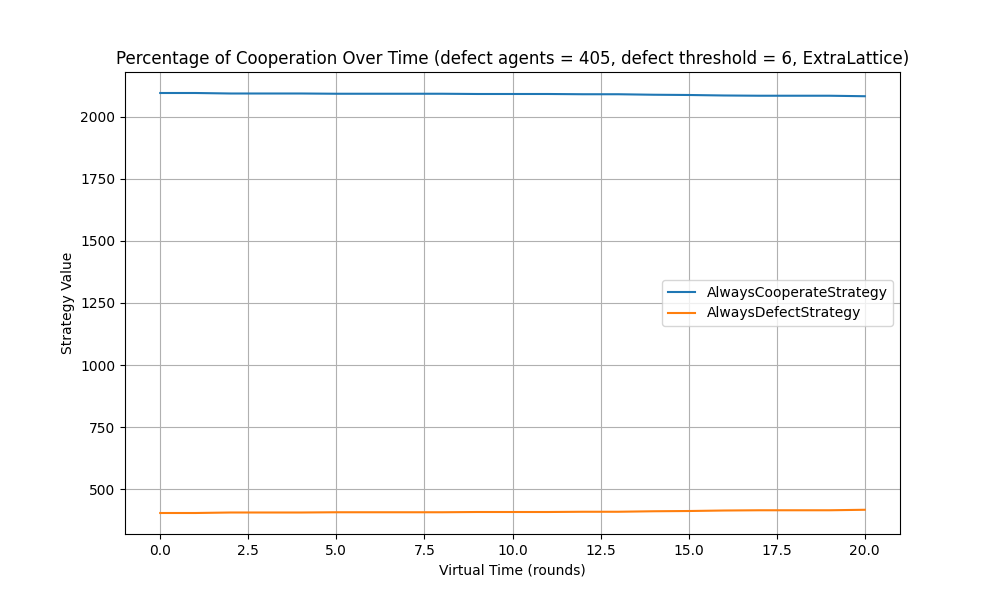 Percentage of Cooperation Over Time (defect agents = 405, defect threshold = 6, ExtraLattice)
2000
1750
1500
1250
1000
750
500
Strategy Value
AlwaysCooperateStrategy
AlwaysDefectStrategy
0.0 2.5 5.0 7.5 10.0 12.5 15.0 17.5 20.0
Virtual Time (rounds)